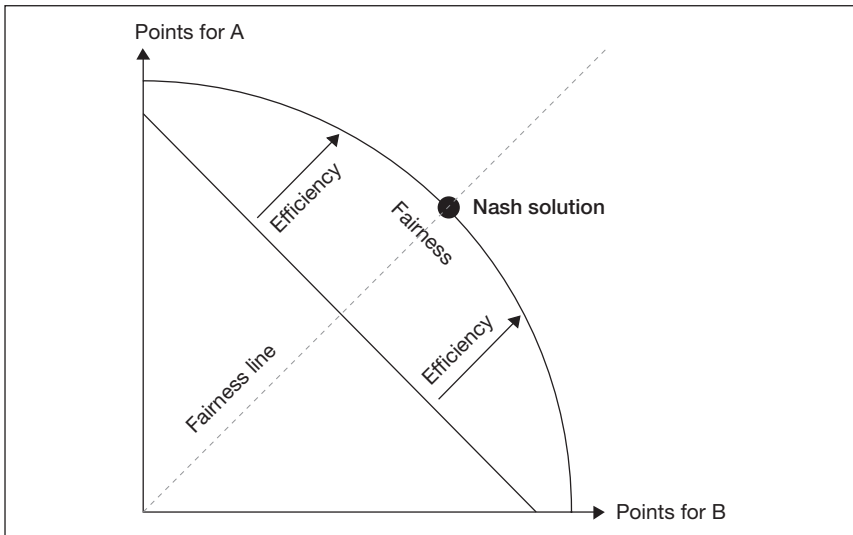 Points for A
Efficiency
Fairness
Nash solution
Efficiency
Fairness line
Points for B